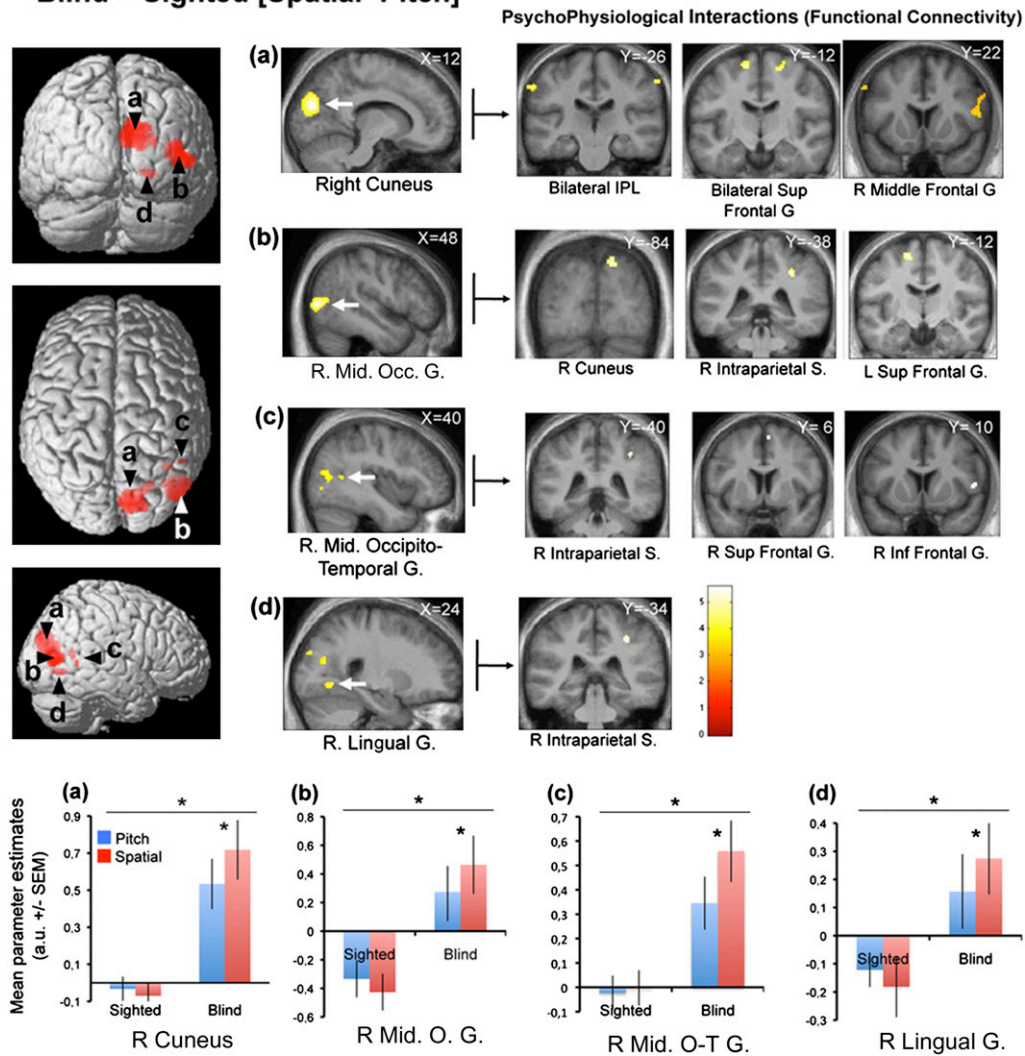 PsychoPhysiological Interactions (Functional Connectivity)
(a)
X=12
Y=-26
Y=-12
Y=22
a
b
d
Right Cuneus
Bilateral IPL
Bilateral Sup
Frontal G
R Middle Frontal G
(b)
X=48
Y=-84
Y=-38
Y=-12
R. Mid. Occ. G.
R Cuneus
R Intraparietal S.
L Sup Frontal G.
a
c
b
(c)
X=40
Y=-40
Y= 6
Y= 10
R. Mid. Occipito-
Temporal G.
R Intraparietal S.
R Sup Frontal G.
R Inf Frontal G.
a
b
c
d
(d)
X=24
Y=-34
R. Lingual G.
R Intraparietal S.
5
4
3
2
1
0
Mean parameter estimates
(a.u. +/- SEM)
(a)
*
*
Pitch
Spatial
0,9
0,7
0,5
0,3
0,1
-0,1
Sighted
Blind
R Cuneus
(b)
*
*
0,8
0,6
0,4
0,2
0
-0,2
-0,4
-0,6
Sighted
Blind
R Mid. O. G.
(c)
*
*
0,7
0,6
0,5
0,4
0,3
0,2
0,1
0
-0,1
Sighted
Blind
R Mid. O-T G.
(d)
*
*
0,4
0,3
0,2
0,1
0
-0,1
-0.2
-0.3
Sighted
Blind
R Lingual G.